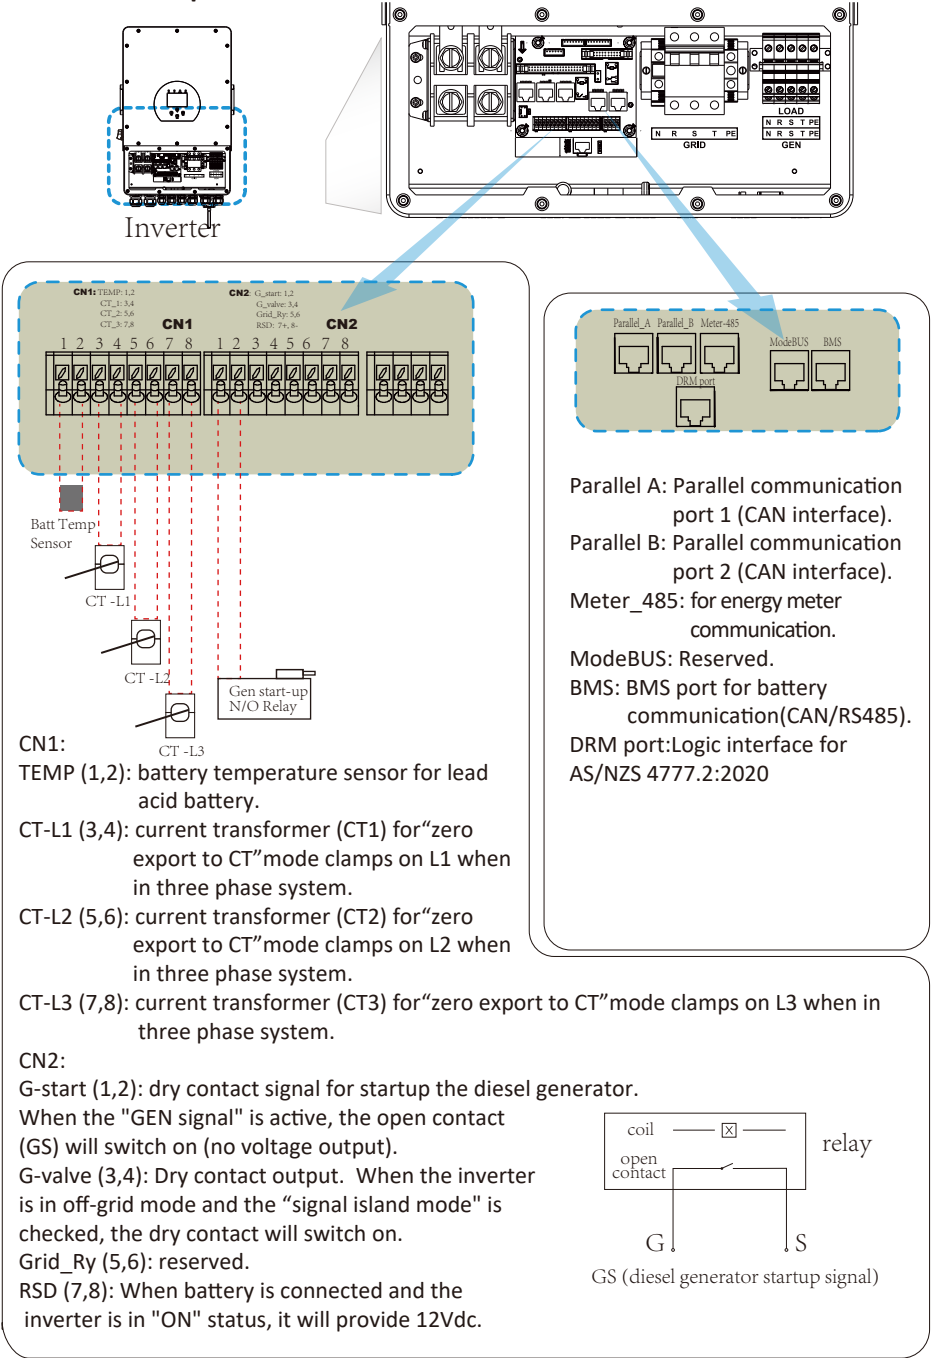 Inverter
N R S T PE
GRID
LOAD
N R S T PE
N R S T PE
GEN
CN1: TEMP: 1,2
CT_1: 3,4
CT_2: 5,6
CT_3: 7,8
CN1
CN2: G_start: 1,2
G_valve: 3,4
Grid_Ry: 5,6
RSD: 7+, 8-
CN2
1 2 3 4 5 6 7 8
1 2 3 4 5 6 7 8
Batt Temp
Sensor
CT -L1
CT -L2
CT -L3
Gen start-up
N/O Relay
Parallel_A Parallel_B Meter-485
ModeBUS BMS
DRM port
Parallel A: Parallel communication
port 1 (CAN interface).
Parallel B: Parallel communication
port 2 (CAN interface).
Meter_485: for energy meter
communication.
ModeBUS: Reserved.
BMS: BMS port for battery
communication(CAN/RS485).
DRM port:Logic interface for
AS/NZS 4777.2:2020
CN1:
TEMP (1,2): battery temperature sensor for lead
acid battery.
CT-L1 (3,4): current transformer (CT1) for“zero
export to CT”mode clamps on L1 when
in three phase system.
CT-L2 (5,6): current transformer (CT2) for“zero
export to CT”mode clamps on L2 when
in three phase system.
CT-L3 (7,8): current transformer (CT3) for“zero export to CT”mode clamps on L3 when in
three phase system.
CN2:
G-start (1,2): dry contact signal for startup the diesel generator.
When the "GEN signal" is active, the open contact
(GS) will switch on (no voltage output).
G-valve (3,4): Dry contact output. When the inverter
is in off-grid mode and the “signal island mode" is
checked, the dry contact will switch on.
Grid_Ry (5,6): reserved.
RSD (7,8): When battery is connected and the
inverter is in "ON" status, it will provide 12Vdc.
coil
open
contact
relay
G S
GS (diesel generator startup signal)